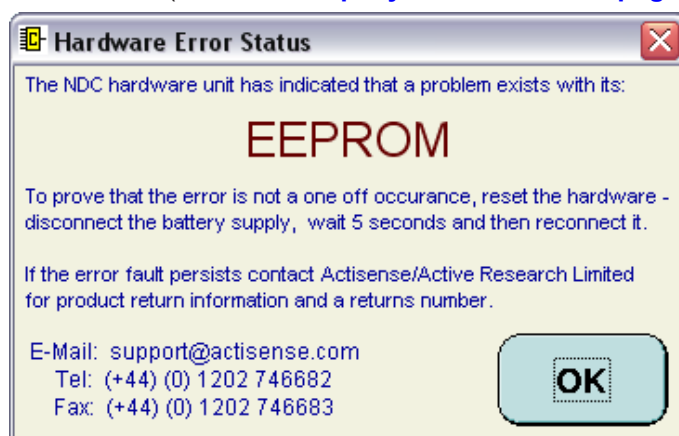 Hardware Error Status
The NDC hardware unit has indicated that a problem exists with its:
EEPROM
To prove that the error is not a one off occurance, reset the hardware -
disconnect the battery supply, wait 5 seconds and then reconnect it.
If the error fault persists contact Actisense/Active Research Limited
for product return information and a returns number.
E-Mail: support@actisense.com
Tel: (+44) (0) 1202 746682
Fax: (+44) (0) 1202 746683
OK